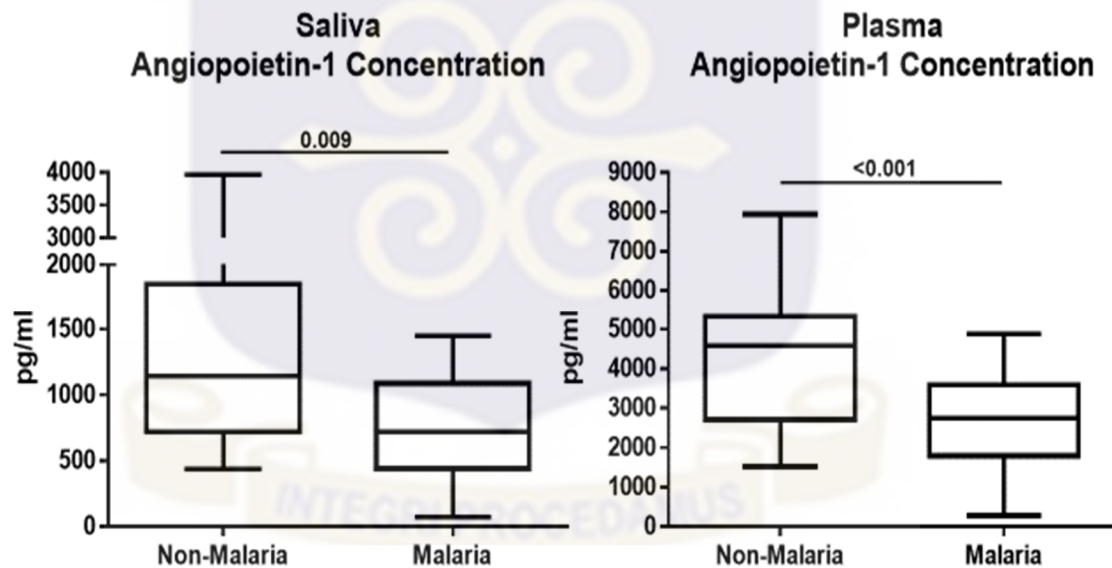 Saliva
Angiopoietin-1 Concentration
0.009
4000
3500
3000
2000
1500
1000
500
0
pg/ml
Non-Malaria
Malaria
Plasma
Angiopoietin-1 Concentration
<0.001
9000
8000
7000
6000
5000
4000
3000
2000
1000
0
pg/ml
Non-Malaria
Malaria
INTEGRI PROCEDAMUS